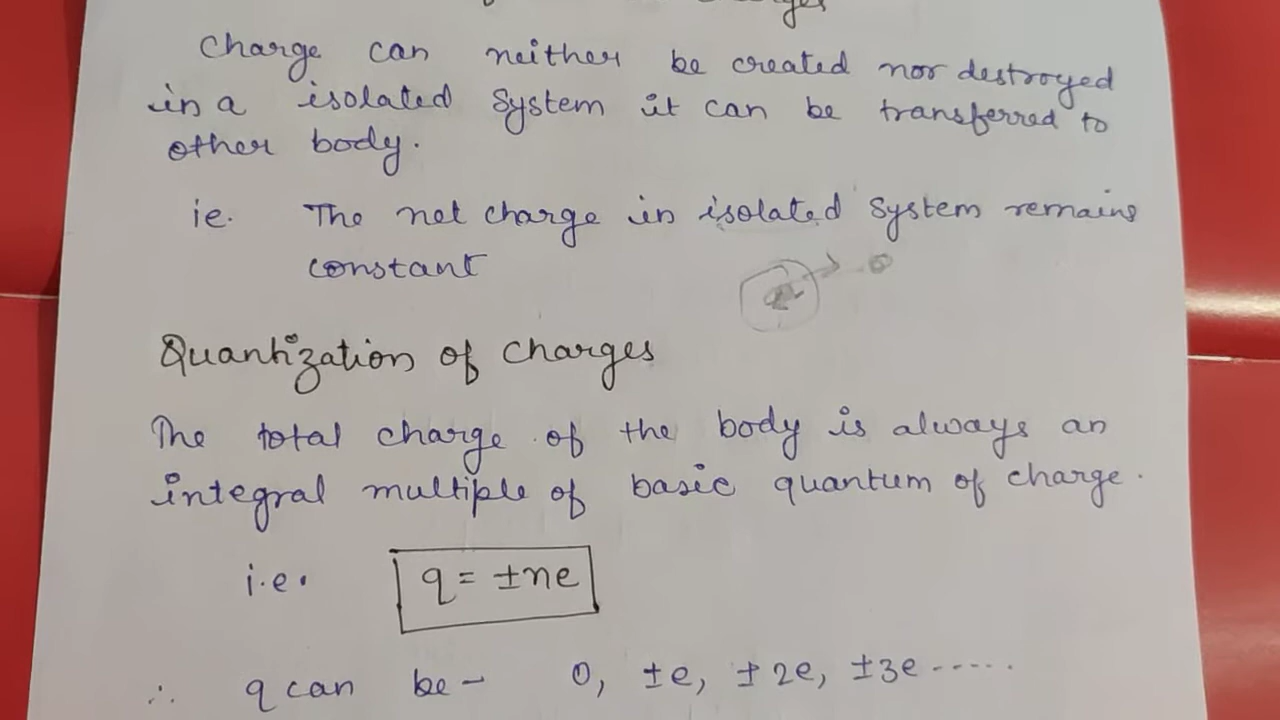 charges
Charge can neither be created nor destroyed
in a isolated system it can be transferred to
other body.
ie. The net charge in isolated system remains
constant
Quantization of charges
The total charge of the body is always an
integral multiple of basic quantum of charge.
i.e. q = ±ne
∴ q can be - 0, ±e, ±2e, ±3e .....